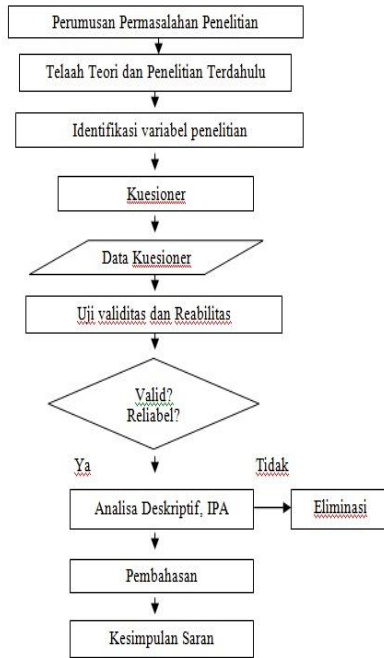 Perumusan Permasalahan Penelitian
Telaah Teori dan Penelitian Terdahulu
Identifikasi variabel penelitian
Kuesioner
Data Kuesioner
Uji validitas dan Reabilitas
Valid?
Reliabel?
Ya
Tidak
Analisa Deskriptif, IPA
Eliminasi
Pembahasan
Kesimpulan Saran